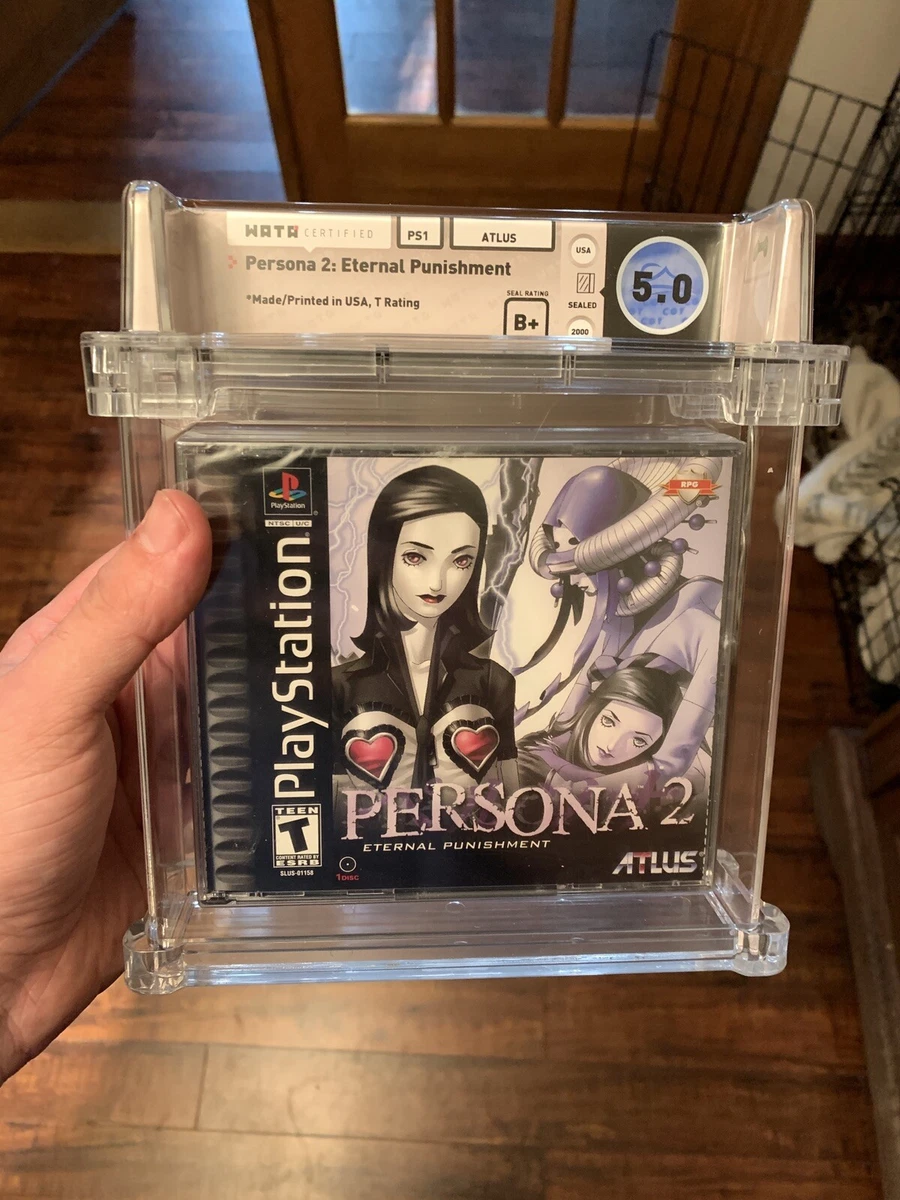 WATA CERTIFIED
PS1
ATLUS
USA
Persona 2: Eternal Punishment
5.0
*Made/Printed in USA, T Rating
SEAL RATING
B+
SEALED
2000
PlayStation
NTSC U/C
PlayStation
RPG
PERSONA 2
ETERNAL PUNISHMENT
TEEN
T
CONTENT RATED BY
ESRB
SLUS-01158
1 DISC
ATLUS